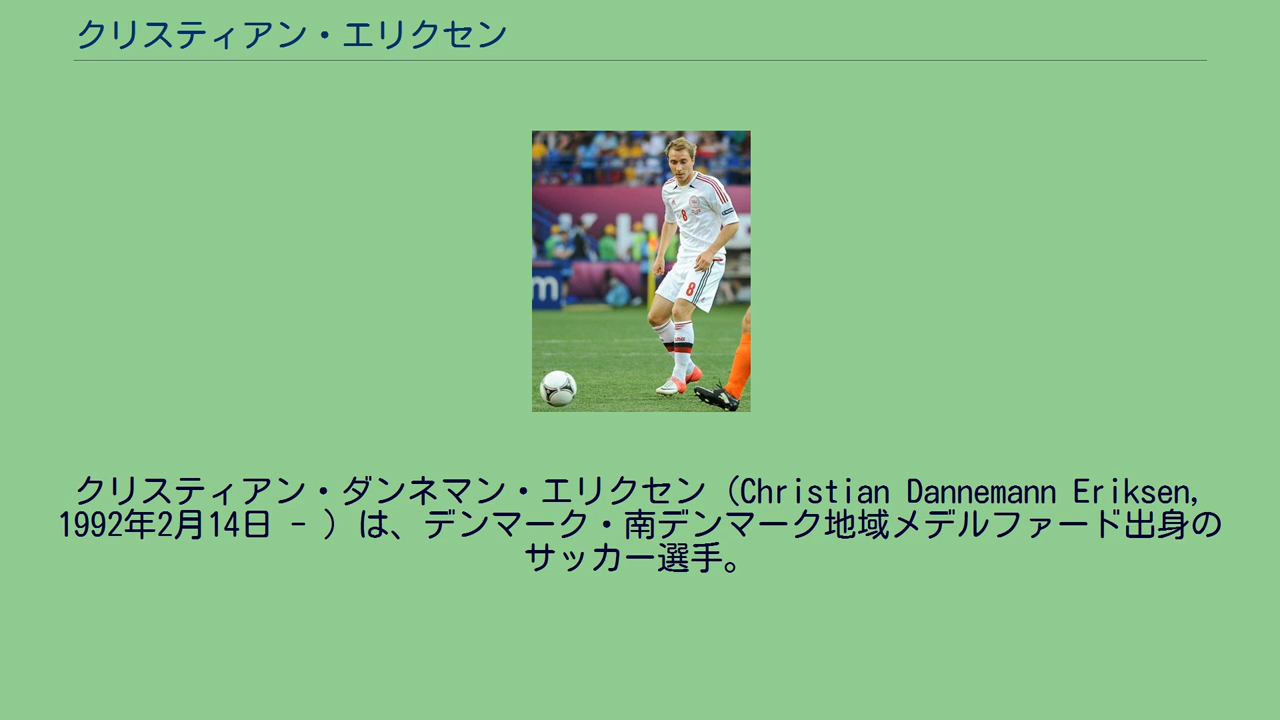 クリスティアン・エリクセン
KH
8
8
m
クリスティアン・ダンネマン・エリクセン（Christian Dannemann Eriksen,
1992年2月14日 - ）は、デンマーク・南デンマーク地域メデルファード出身の
サッカー選手。